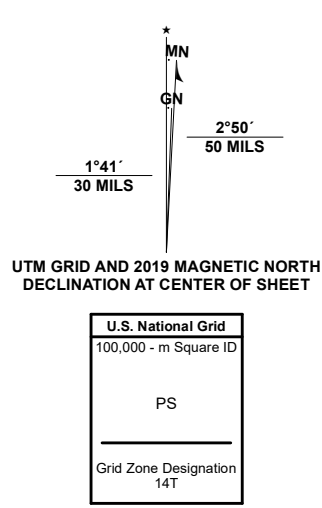 ★
MN
GN
2°50´
50 MILS
1°41´
30 MILS
UTM GRID AND 2019 MAGNETIC NORTH
DECLINATION AT CENTER OF SHEET
U.S. National Grid
100,000 - m Square ID
PS
Grid Zone Designation
14T